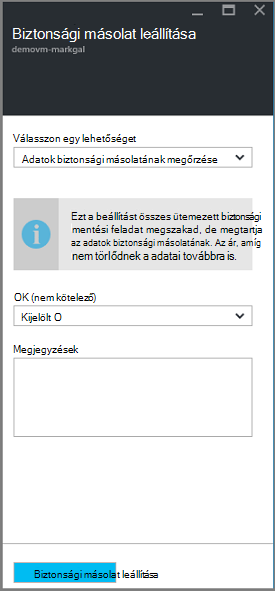 Biztonsági másolat leállítása
demovm-markgal
Válasszon egy lehetőséget
Adatok biztonsági másolatának megőrzése
Ezt a beállítást összes ütemezett biztonsági
mentési feladat megszakad, de megtartja
az adatok biztonsági másolatának. Az ár, amíg
nem törlődnek a adatai továbbra is.
OK (nem kötelező)
Kijelölt O
Megjegyzések
Biztonsági másolat leállítása